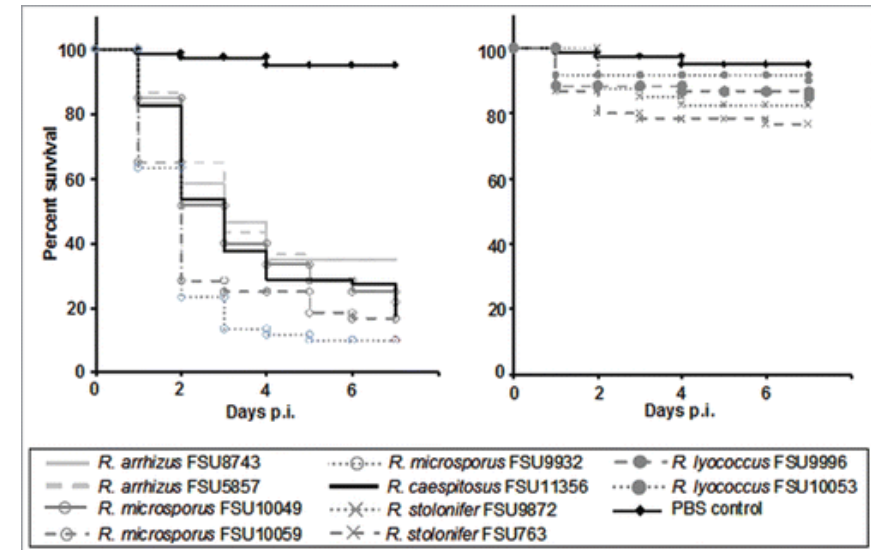 100
80
60
40
20
0
Percent survival
0 2 4 6
Days p.i.
100
80
60
40
20
0
0 2 4 6
Days p.i.
R. arrhizus FSU8743
R. arrhizus FSU5857
R. microsporus FSU10049
R. microsporus FSU10059
R. microsporus FSU9932
R. caespitosus FSU11356
R. stolonifer FSU9872
R. stolonifer FSU763
R. lyococcus FSU9996
R. lyococcus FSU10053
PBS control